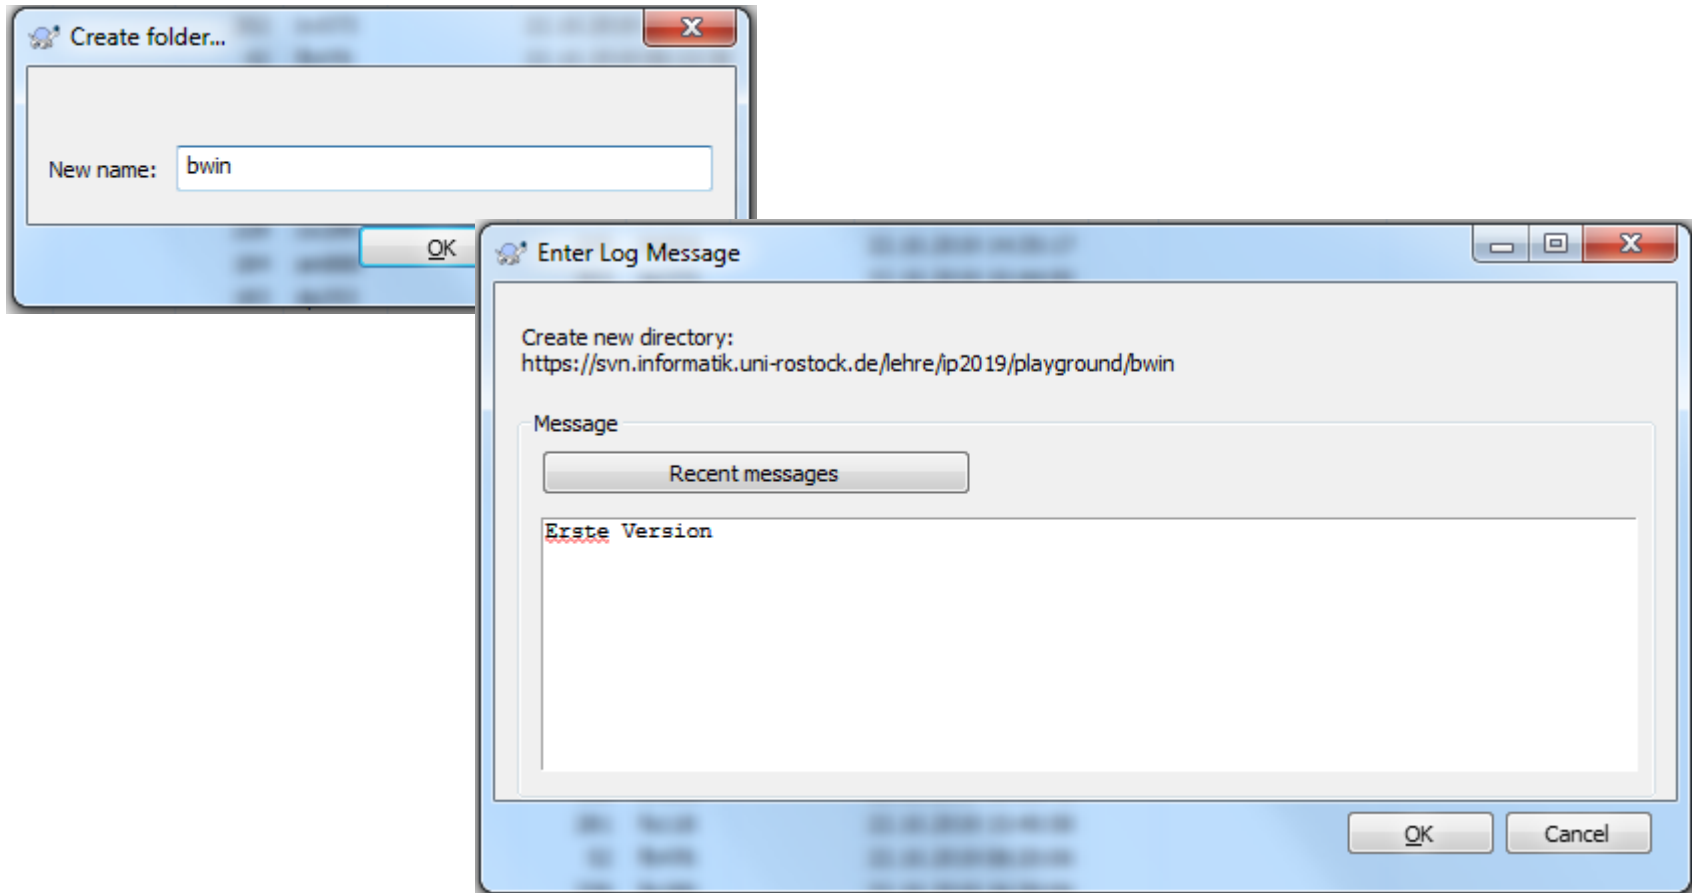 Create folder...
New name:
bwin
OK
Enter Log Message
Create new directory:
https://svn.informatik.uni-rostock.de/lehre/ip2019/playground/bwin
Message
Recent messages
Erste Version
OK
Cancel